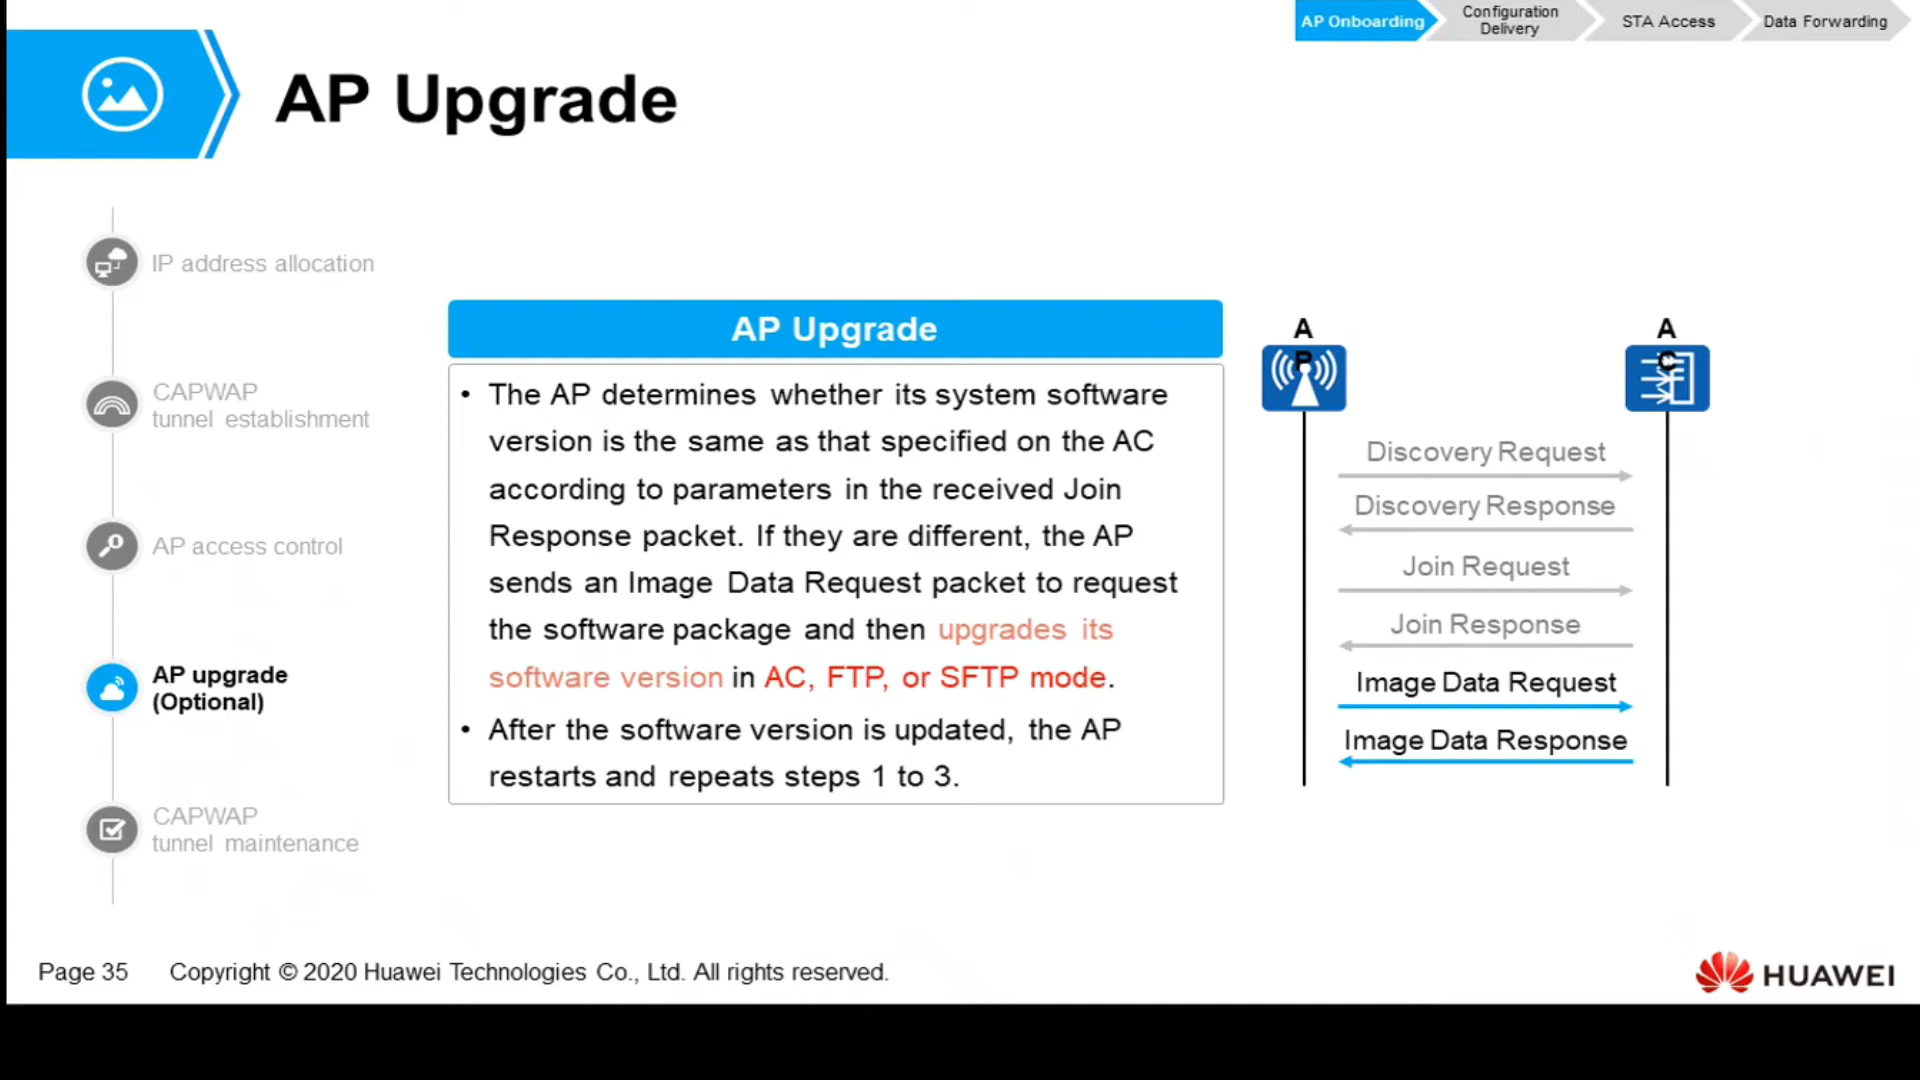 AP Onboarding
Configuration
Delivery
STA Access
Data Forwarding
AP Upgrade
IP address allocation
CAPWAP
tunnel establishment
AP access control
AP upgrade
(Optional)
CAPWAP
tunnel maintenance
AP Upgrade
• The AP determines whether its system software
version is the same as that specified on the AC
according to parameters in the received Join
Response packet. If they are different, the AP
sends an Image Data Request packet to request
the software package and then upgrades its
software version in AC, FTP, or SFTP mode.
• After the software version is updated, the AP
restarts and repeats steps 1 to 3.
A
P
A
C
Discovery Request
Discovery Response
Join Request
Join Response
Image Data Request
Image Data Response
Page 35
Copyright © 2020 Huawei Technologies Co., Ltd. All rights reserved.
HUAWEI